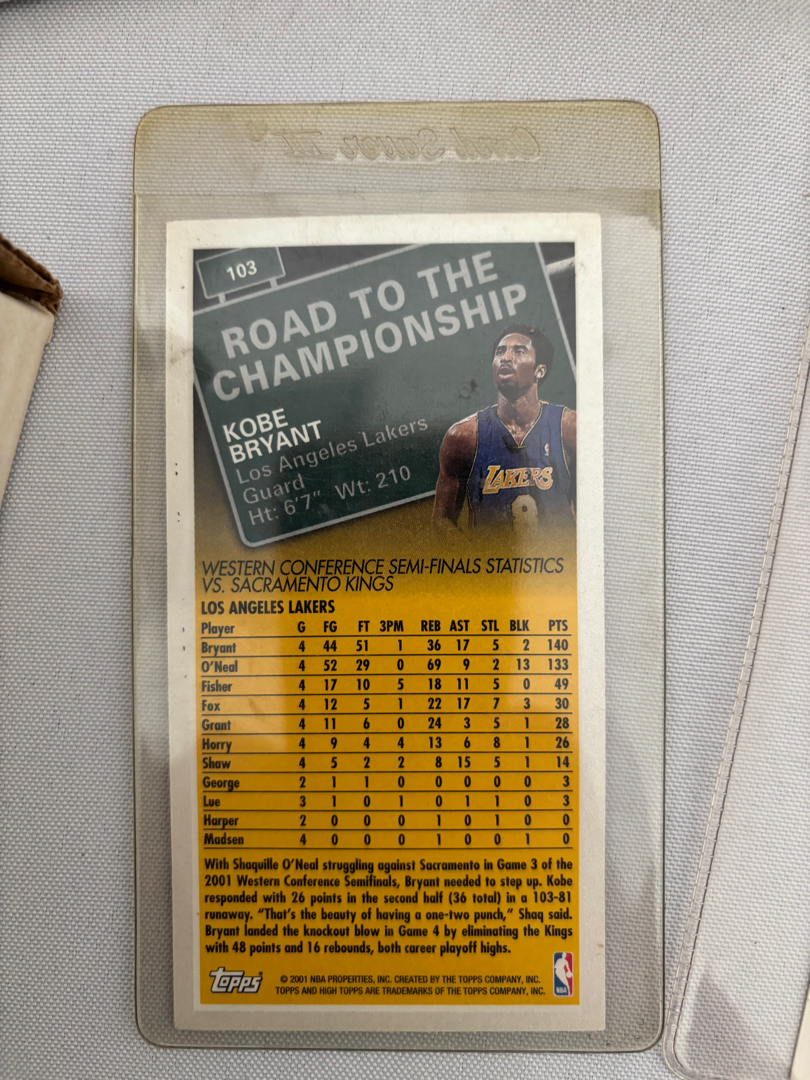 Card Saver III®
103
ROAD TO THE
CHAMPIONSHIP
KOBE
BRYANT
Los Angeles Lakers
Guard
Ht: 6'7" Wt: 210
LAKERS
8
WESTERN CONFERENCE SEMI-FINALS STATISTICS
VS. SACRAMENTO KINGS
LOS ANGELES LAKERS
Player G FG FT 3PM REB AST STL BLK PTS
Bryant 4 44 51 1 36 17 5 2 140
O'Neal 4 52 29 0 69 9 2 13 133
Fisher 4 17 10 5 18 11 5 0 49
Fox 4 12 5 1 22 17 7 3 30
Grant 4 11 6 0 24 3 5 1 28
Horry 4 9 4 4 13 6 8 1 26
Shaw 4 5 2 2 8 15 5 1 14
George 2 1 1 0 0 0 0 0 3
Lue 3 1 0 1 0 1 1 0 3
Harper 2 0 0 0 1 0 1 0 0
Madsen 4 0 0 0 1 0 0 1 0
With Shaquille O'Neal struggling against Sacramento in Game 3 of the
2001 Western Conference Semifinals, Bryant needed to step up. Kobe
responded with 26 points in the second half (36 total) in a 103-81
runaway. "That's the beauty of having a one-two punch," Shaq said.
Bryant landed the knockout blow in Game 4 by eliminating the Kings
with 48 points and 16 rebounds, both career playoff highs.
Topps
© 2001 NBA PROPERTIES, INC. CREATED BY THE TOPPS COMPANY, INC.
TOPPS AND HIGH TOPPS ARE TRADEMARKS OF THE TOPPS COMPANY, INC.
NBA